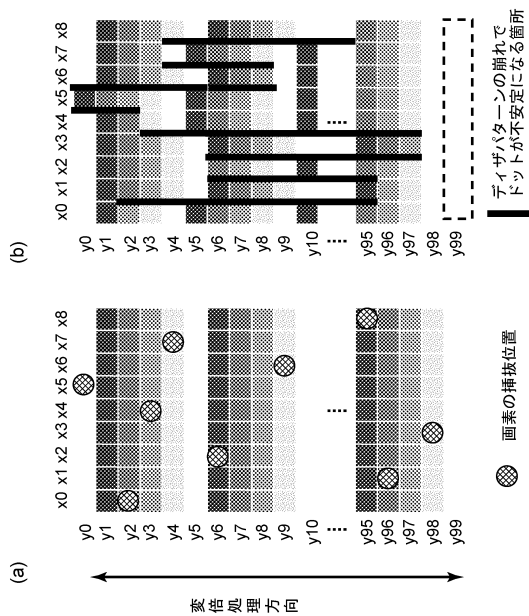 (a)
x0 x1 x2 x3 x4 x5 x6 x7 x8
y0
y1
y2
y3
y4
y5
y6
y7
y8
y9
y10
y95
y96
y97
y98
y99
変倍処理方向
画素の挿抜位置
(b)
x0 x1 x2 x3 x4 x5 x6 x7 x8
y0
y1
y2
y3
y4
y5
y6
y7
y8
y9
y10
y95
y96
y97
y98
y99
ディザパターンの崩れで
ドットが不安定になる箇所